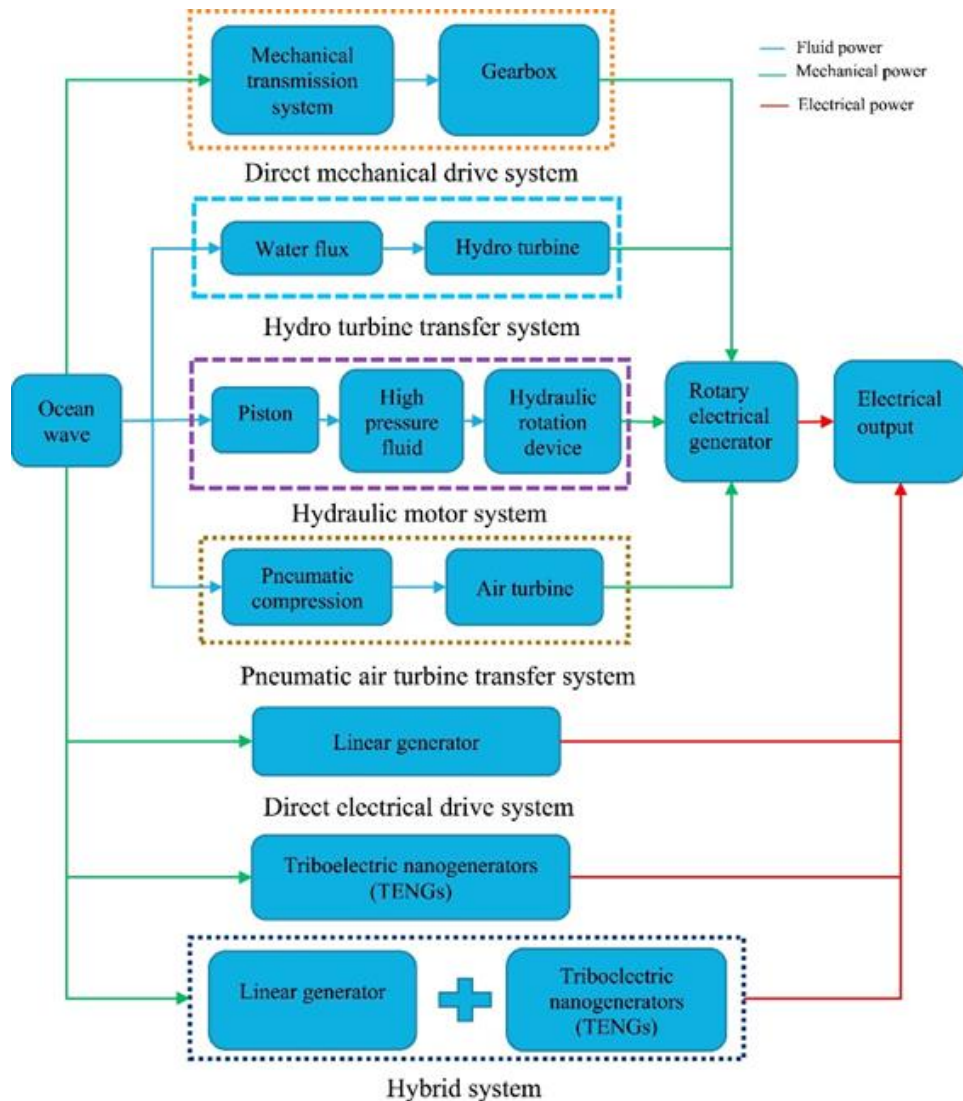 Fluid power
Mechanical power
Electrical power
Mechanical
transmission
system
Gearbox
Direct mechanical drive system
Water flux
Hydro turbine
Hydro turbine transfer system
Ocean
wave
Piston
High
pressure
fluid
Hydraulic
rotation
device
Rotary
electrical
generator
Electrical
output
Hydraulic motor system
Pneumatic
compression
Air turbine
Pneumatic air turbine transfer system
Linear generator
Direct electrical drive system
Triboelectric nanogenerators
(TENGs)
Linear generator
Triboelectric
nanogenerators
(TENGs)
Hybrid system